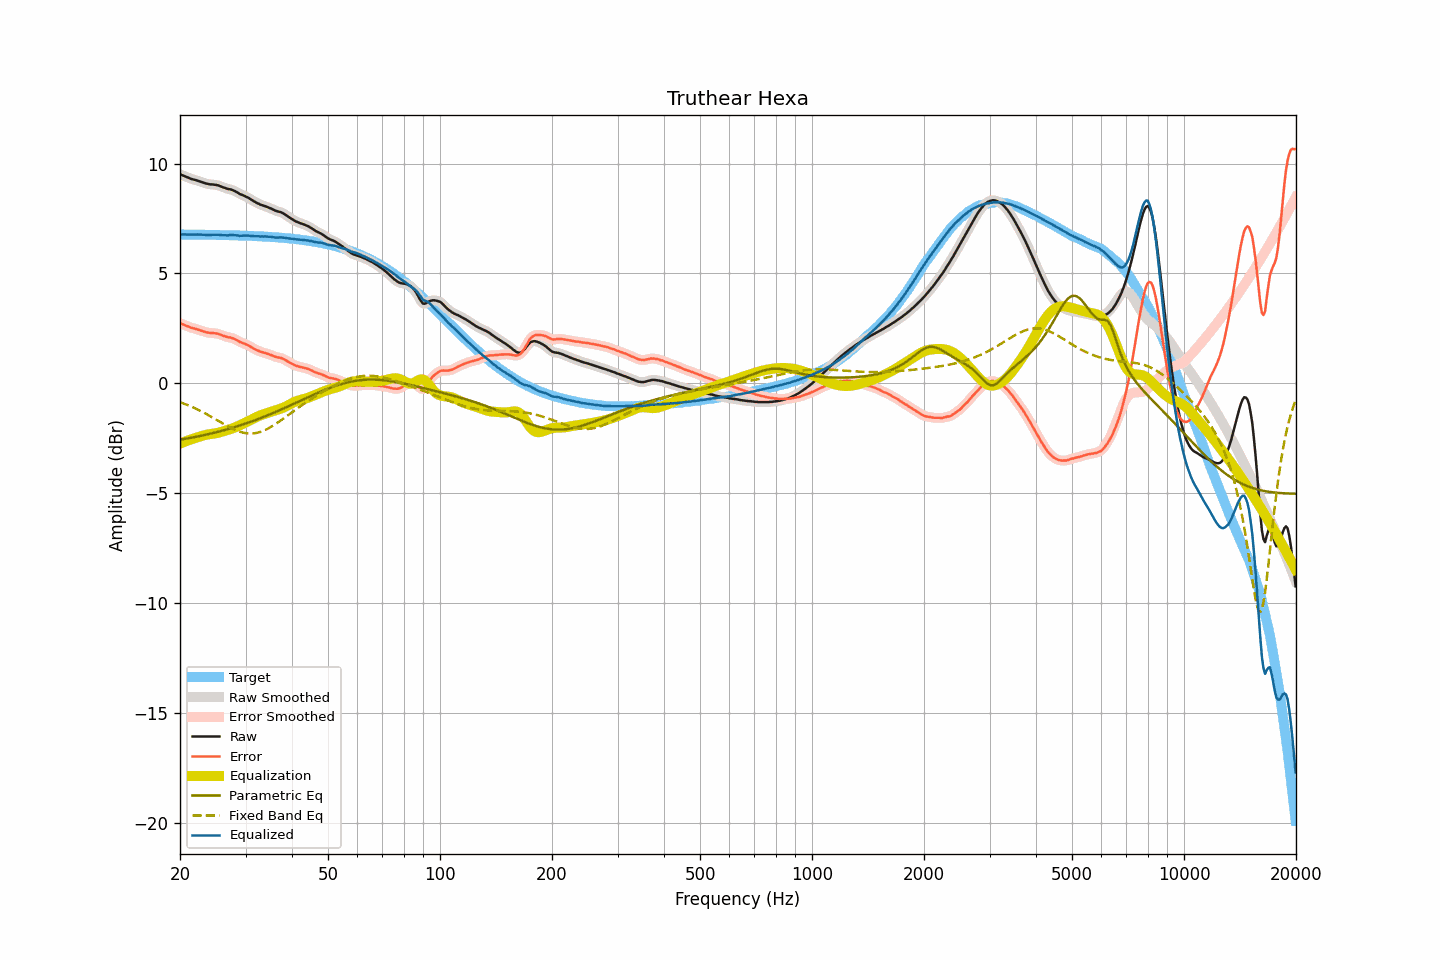 Truthear Hexa
Amplitude (dBr)
10
5
0
−5
−10
−15
−20
Target
Raw Smoothed
Error Smoothed
Raw
Error
Equalization
Parametric Eq
Fixed Band Eq
Equalized
20 50 100 200 500 1000 2000 5000 10000 20000
Frequency (Hz)